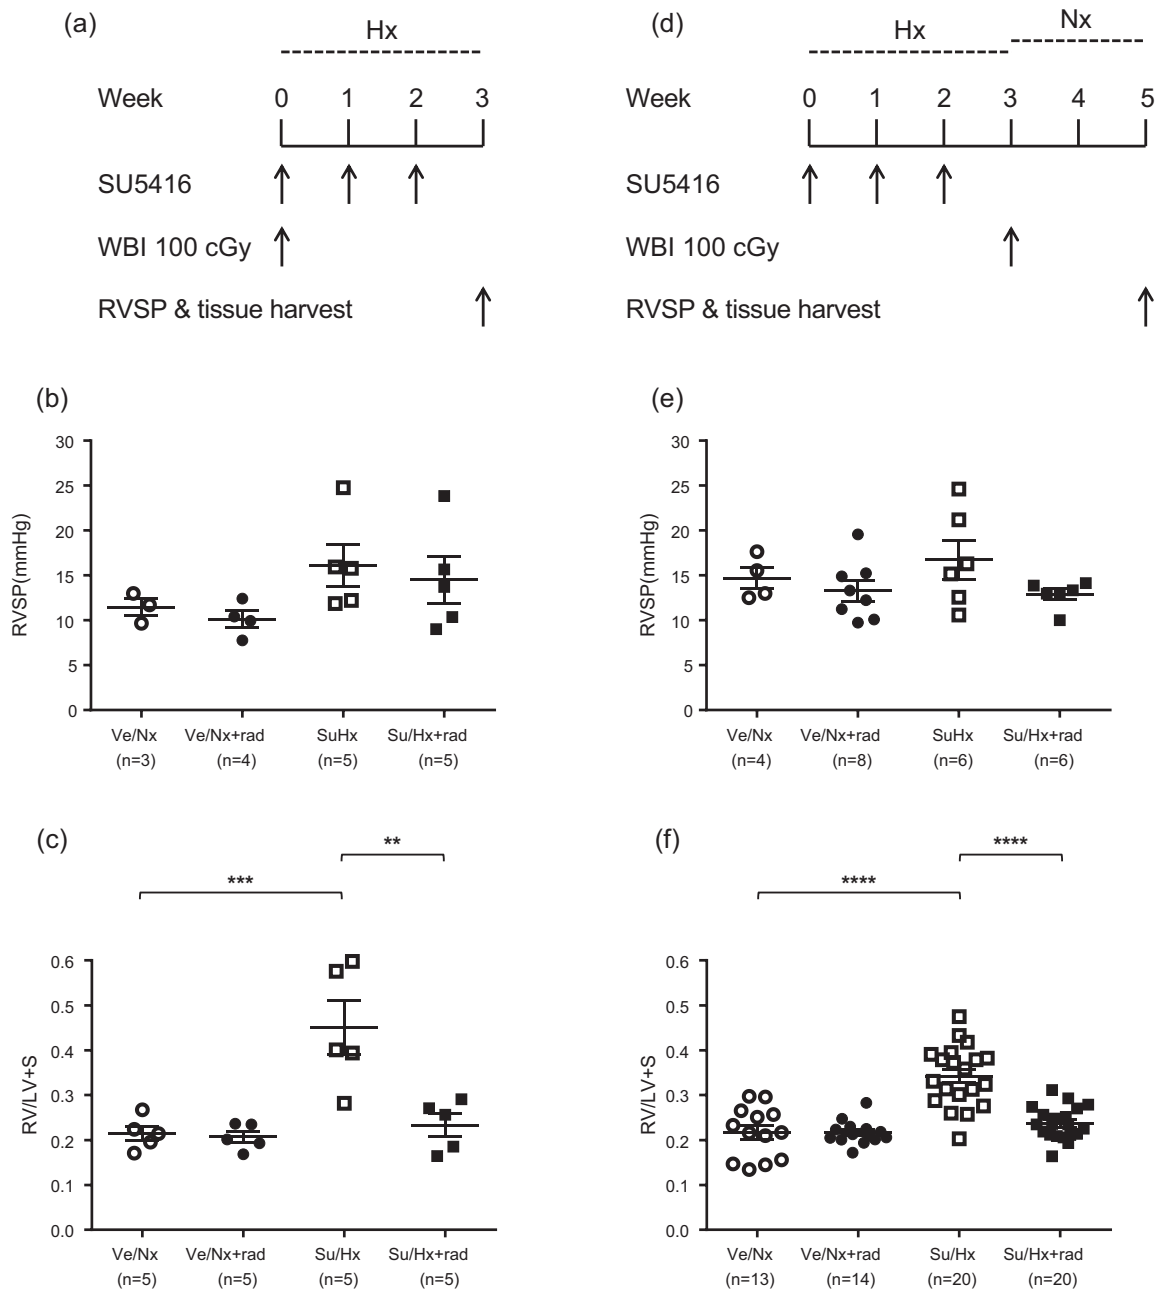 (a)
Hx
Week 0 1 2 3
SU5416
WBI 100 cGy
RVSP & tissue harvest
(d)
Hx
Nx
Week 0 1 2 3 4 5
SU5416
WBI 100 cGy
RVSP & tissue harvest
(b)
RVSP(mmHg)
30
25
20
15
10
5
0
Ve/Nx Ve/Nx+rad SuHx Su/Hx+rad
(n=3) (n=4) (n=5) (n=5)
(e)
RVSP(mmHg)
30
25
20
15
10
5
0
Ve/Nx Ve/Nx+rad SuHx Su/Hx+rad
(n=4) (n=8) (n=6) (n=6)
(c)
**
***
RV/LV+S
0.6
0.5
0.4
0.3
0.2
0.1
0.0
Ve/Nx Ve/Nx+rad Su/Hx Su/Hx+rad
(n=5) (n=5) (n=5) (n=5)
(f)
****
****
RV/LV+S
0.6
0.5
0.4
0.3
0.2
0.1
0.0
Ve/Nx Ve/Nx+rad Su/Hx Su/Hx+rad
(n=13) (n=14) (n=20) (n=20)